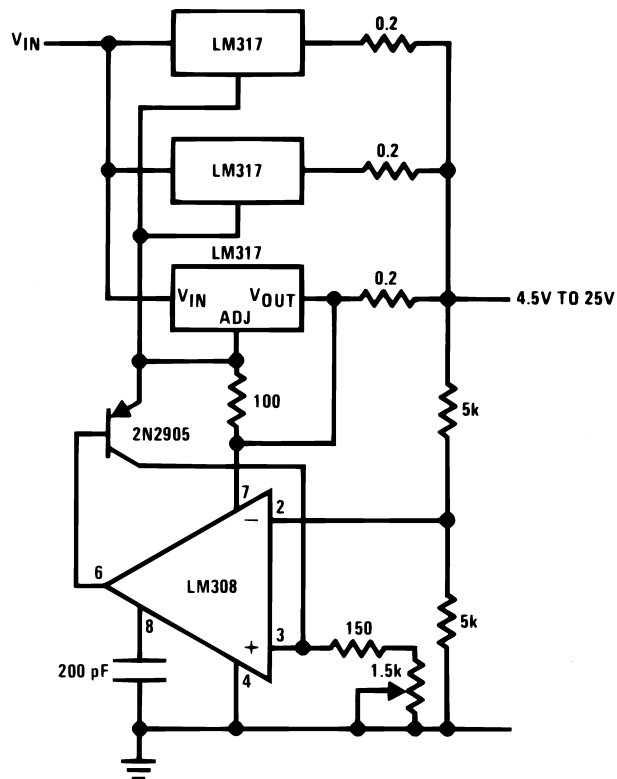 0.2
VIN
LM317
0.2
LM317
LM317
0.2
VIN
VOUT
ADJ
4.5V TO 25V
100
5k
2N2905
7
2
−
6
LM308
8
+
3
150
5k
200 pF
4
1.5k